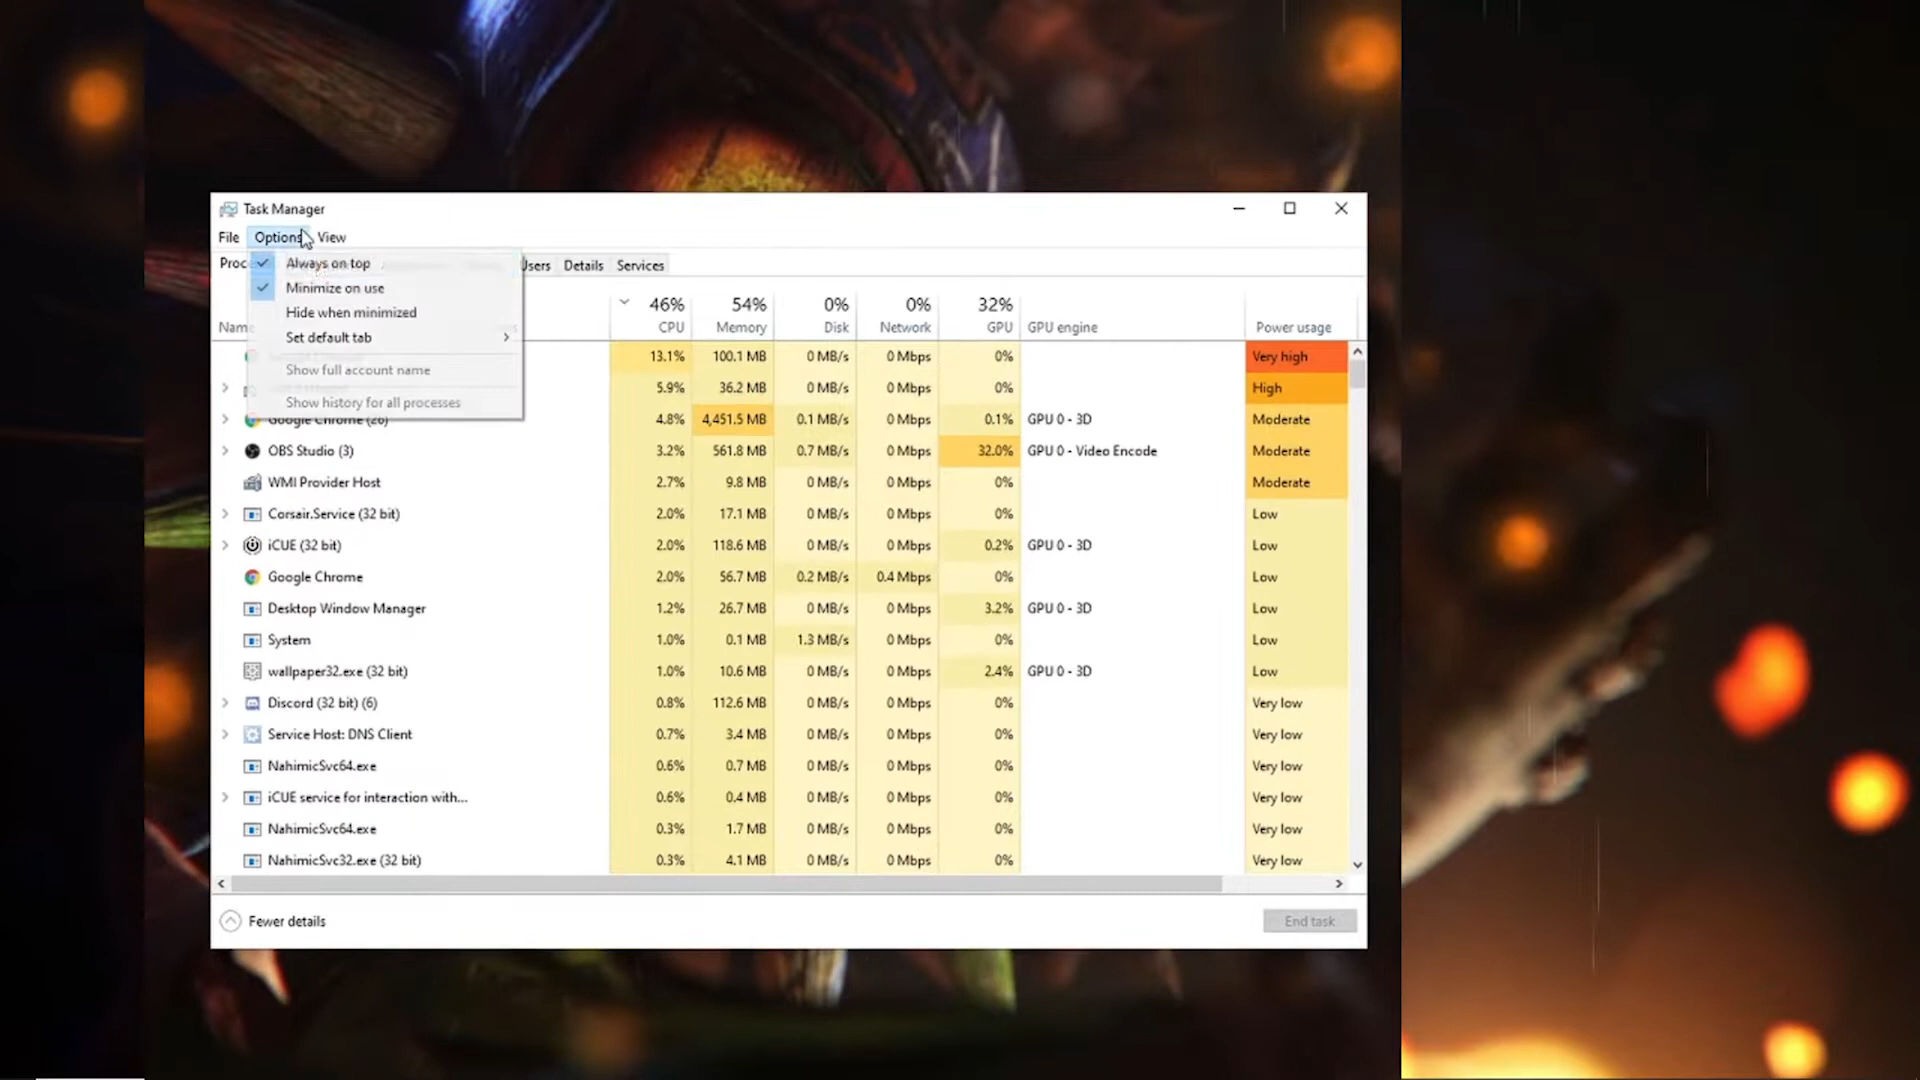 Task Manager
File Options View
Proc Users Details Services
Always on top
Minimize on use
Hide when minimized
Set default tab
Show full account name
Show history for all processes
46% 54% 0% 0% 32%
Name CPU Memory Disk Network GPU GPU engine Power usage
13.1% 100.1 MB 0 MB/s 0 Mbps 0% Very high
5.9% 36.2 MB 0 MB/s 0 Mbps 0% High
Google Chrome (26) 4.8% 4,451.5 MB 0.1 MB/s 0 Mbps 0.1% GPU 0 - 3D Moderate
OBS Studio (3) 3.2% 561.8 MB 0.7 MB/s 0 Mbps 32.0% GPU 0 - Video Encode Moderate
WMI Provider Host 2.7% 9.8 MB 0 MB/s 0 Mbps 0% Moderate
Corsair.Service (32 bit) 2.0% 17.1 MB 0 MB/s 0 Mbps 0% Low
iCUE (32 bit) 2.0% 118.6 MB 0 MB/s 0 Mbps 0.2% GPU 0 - 3D Low
Google Chrome 2.0% 56.7 MB 0.2 MB/s 0.4 Mbps 0% Low
Desktop Window Manager 1.2% 26.7 MB 0 MB/s 0 Mbps 3.2% GPU 0 - 3D Low
System 1.0% 0.1 MB 1.3 MB/s 0 Mbps 0% Low
wallpaper32.exe (32 bit) 1.0% 10.6 MB 0 MB/s 0 Mbps 2.4% GPU 0 - 3D Low
Discord (32 bit) (6) 0.8% 112.6 MB 0 MB/s 0 Mbps 0% Very low
Service Host: DNS Client 0.7% 3.4 MB 0 MB/s 0 Mbps 0% Very low
NahimicSvc64.exe 0.6% 0.7 MB 0 MB/s 0 Mbps 0% Very low
iCUE service for interaction with... 0.6% 0.4 MB 0 MB/s 0 Mbps 0% Very low
NahimicSvc64.exe 0.3% 1.7 MB 0 MB/s 0 Mbps 0% Very low
NahimicSvc32.exe (32 bit) 0.3% 4.1 MB 0 MB/s 0 Mbps 0% Very low
Fewer details End task